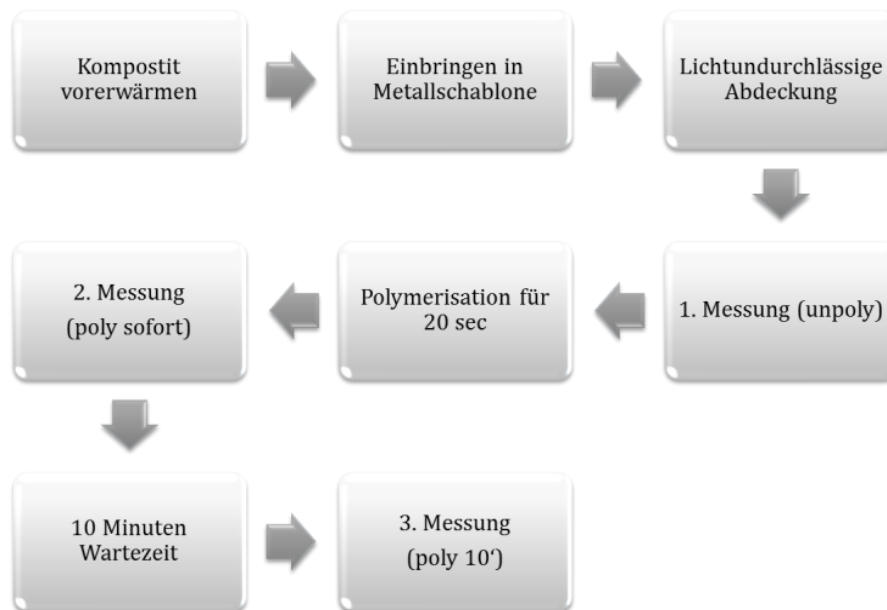 Kompostit
vorerwärmen
Einbringen in
Metallschablone
Lichtundurchlässige
Abdeckung
1. Messung (unpoly)
Polymerisation für
20 sec
2. Messung
(poly sofort)
10 Minuten
Wartezeit
3. Messung
(poly 10‘)